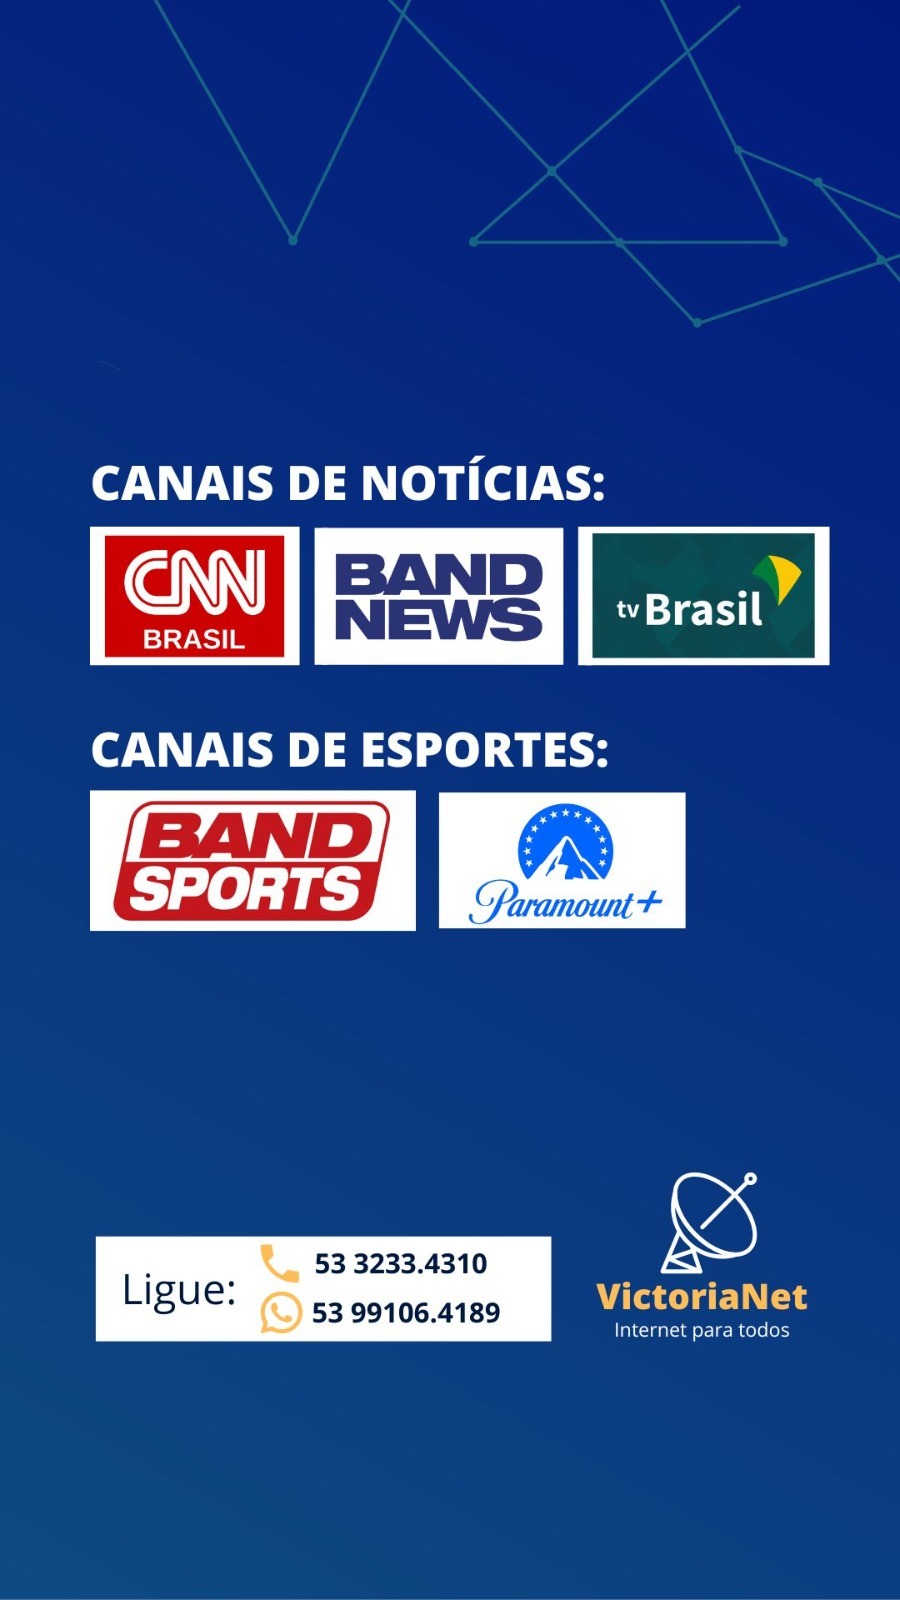 CANAIS DE NOTÍCIAS:
CNN
BRASIL
BAND
NEWS
tv Brasil
CANAIS DE ESPORTES:
BAND
SPORTS
Paramount+
Ligue:
53 3233.4310
53 99106.4189
VictoriaNet
Internet para todos